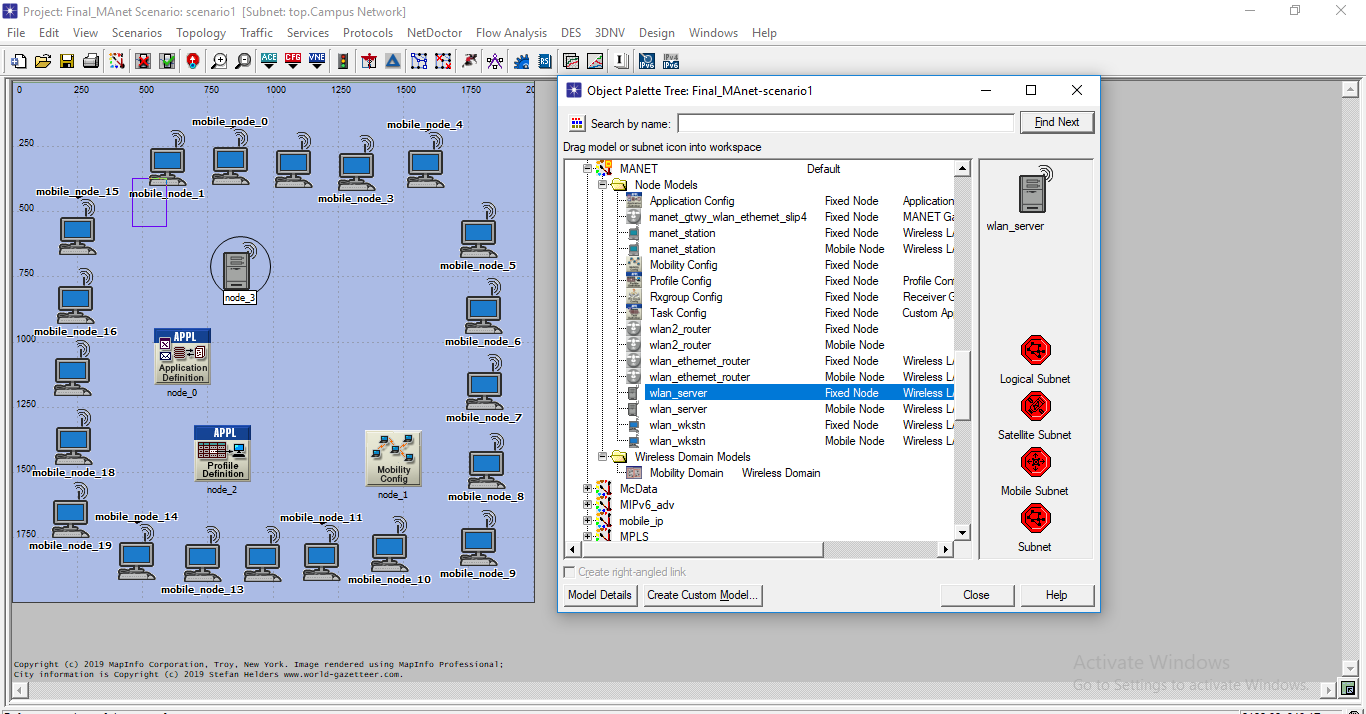 Project: Final_MAnet Scenario: scenario1 [Subnet: top.Campus Network]
File Edit View Scenarios Topology Traffic Services Protocols NetDoctor Flow Analysis DES 3DNV Design Windows Help
0 250 500 750 1000 1250 1500 1750 20
250
500
750
1000
1250
1500
1750
mobile_node_0
mobile_node_4
mobile_node_15
mobile_node_1
mobile_node_3
mobile_node_5
node_3
mobile_node_16
mobile_node_6
APPL
Application
Definition
node_0
mobile_node_7
APPL
Profile
Definition
node_2
Mobility
Config
node_1
mobile_node_18
mobile_node_8
mobile_node_14
mobile_node_11
mobile_node_19
mobile_node_13
mobile_node_10
mobile_node_9
Copyright (c) 2019 MapInfo Corporation, Troy, New York. Image rendered using MapInfo Professional;
City information is Copyright (c) 2019 Stefan Helders www.world-gazetteer.com.
Object Palette Tree: Final_MAnet-scenario1
Search by name:
Find Next
Drag model or subnet icon into workspace
MANET Default
Node Models
Application Config Fixed Node Application
manet_gtwy_wlan_ethernet_slip4 Fixed Node MANET Ga
manet_station Fixed Node Wireless LA
manet_station Mobile Node Wireless LA
Mobility Config Fixed Node
Profile Config Fixed Node Profile Con
Rxgroup Config Fixed Node Receiver G
Task Config Fixed Node Custom Ap
wlan2_router Fixed Node
wlan2_router Mobile Node
wlan_ethernet_router Fixed Node Wireless LA
wlan_ethernet_router Mobile Node Wireless LA
wlan_server Fixed Node Wireless LA
wlan_server Mobile Node Wireless LA
wlan_wkstn Fixed Node Wireless LA
wlan_wkstn Mobile Node Wireless LA
Wireless Domain Models
Mobility Domain Wireless Domain
McData
MIPv6_adv
mobile_ip
MPLS
wlan_server
Logical Subnet
Satellite Subnet
Mobile Subnet
Subnet
Create right-angled link
Model Details
Create Custom Model...
Close
Help
Activate Windows
Go to Settings to activate Windows.